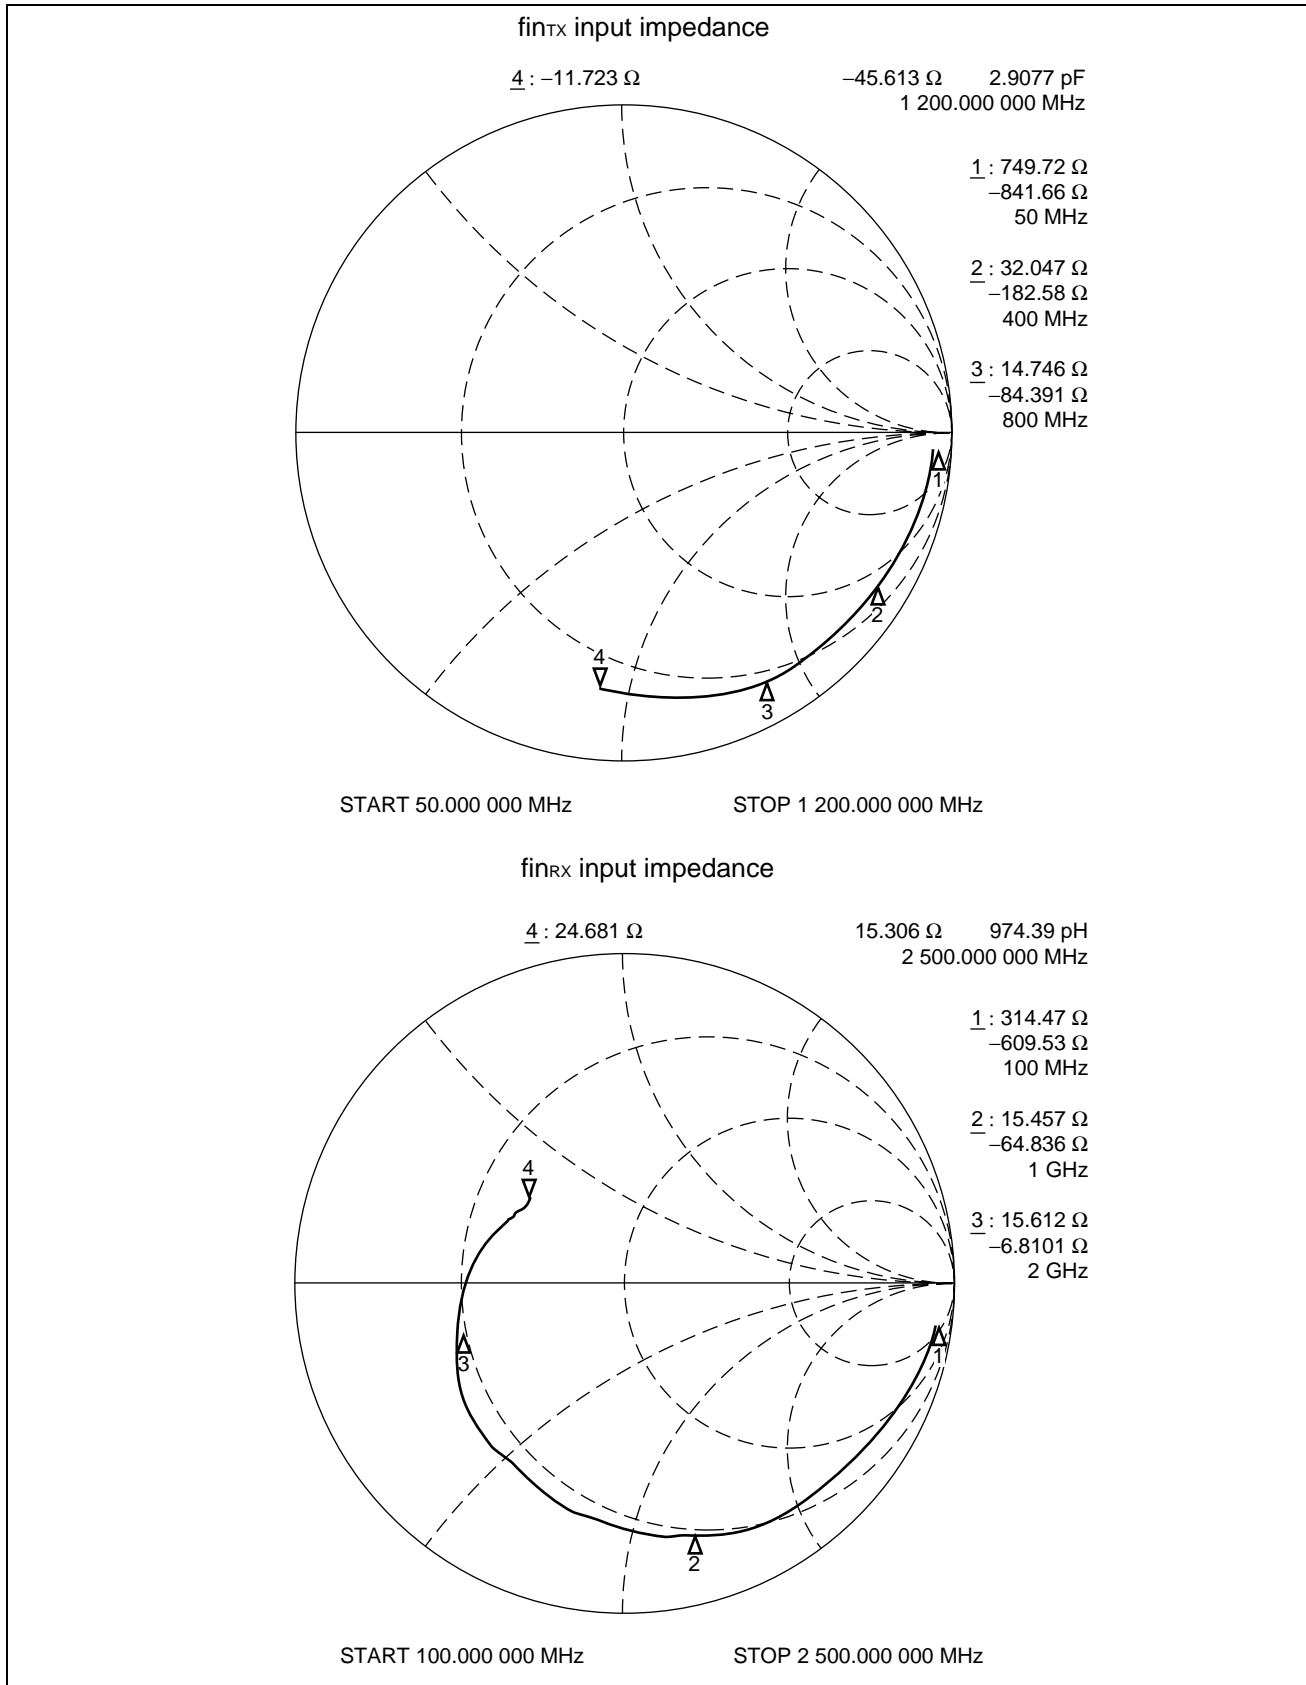 finTX input impedance
4 : –11.723 Ω –45.613 Ω 2.9077 pF
1 200.000 000 MHz
1 : 749.72 Ω
–841.66 Ω
50 MHz
2 : 32.047 Ω
–182.58 Ω
400 MHz
3 : 14.746 Ω
–84.391 Ω
800 MHz
1
2
4
3
START 50.000 000 MHz STOP 1 200.000 000 MHz
finRX input impedance
4 : 24.681 Ω 15.306 Ω 974.39 pH
2 500.000 000 MHz
1 : 314.47 Ω
–609.53 Ω
100 MHz
2 : 15.457 Ω
–64.836 Ω
1 GHz
3 : 15.612 Ω
–6.8101 Ω
2 GHz
4
1
3
2
START 100.000 000 MHz STOP 2 500.000 000 MHz